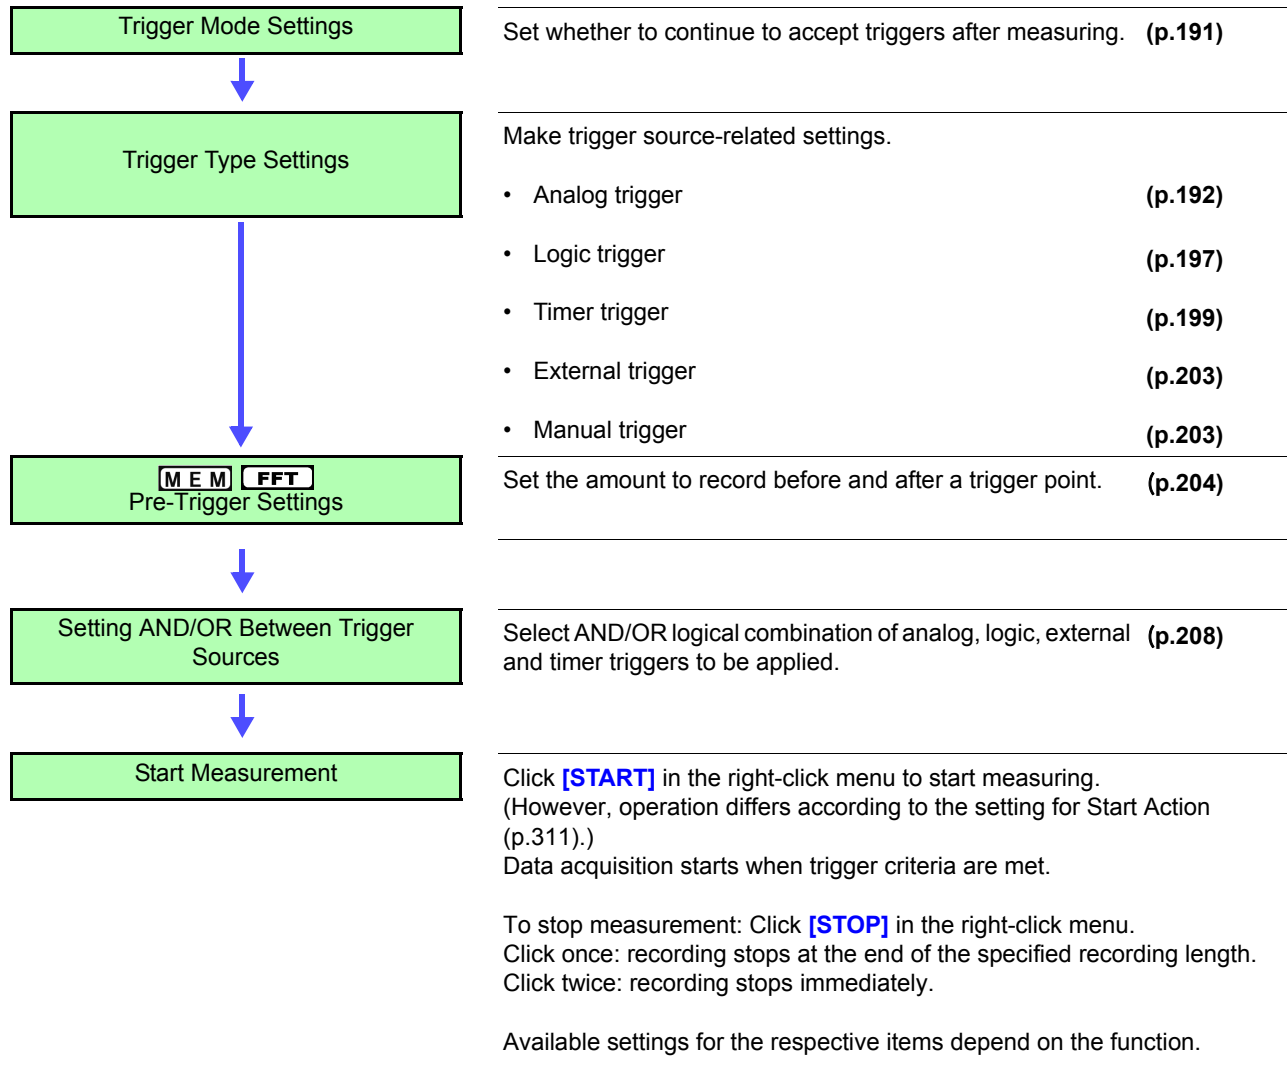 Trigger Mode Settings
Set whether to continue to accept triggers after measuring. (p.191)
Trigger Type Settings
Make trigger source-related settings.
• Analog trigger (p.192)
• Logic trigger (p.197)
• Timer trigger (p.199)
• External trigger (p.203)
• Manual trigger (p.203)
MEM FFT
Pre-Trigger Settings
Set the amount to record before and after a trigger point. (p.204)
Setting AND/OR Between Trigger
Sources
Select AND/OR logical combination of analog, logic, external (p.208)
and timer triggers to be applied.
Start Measurement
Click [START] in the right-click menu to start measuring.
(However, operation differs according to the setting for Start Action
(p.311).)
Data acquisition starts when trigger criteria are met.
To stop measurement: Click [STOP] in the right-click menu.
Click once: recording stops at the end of the specified recording length.
Click twice: recording stops immediately.
Available settings for the respective items depend on the function.